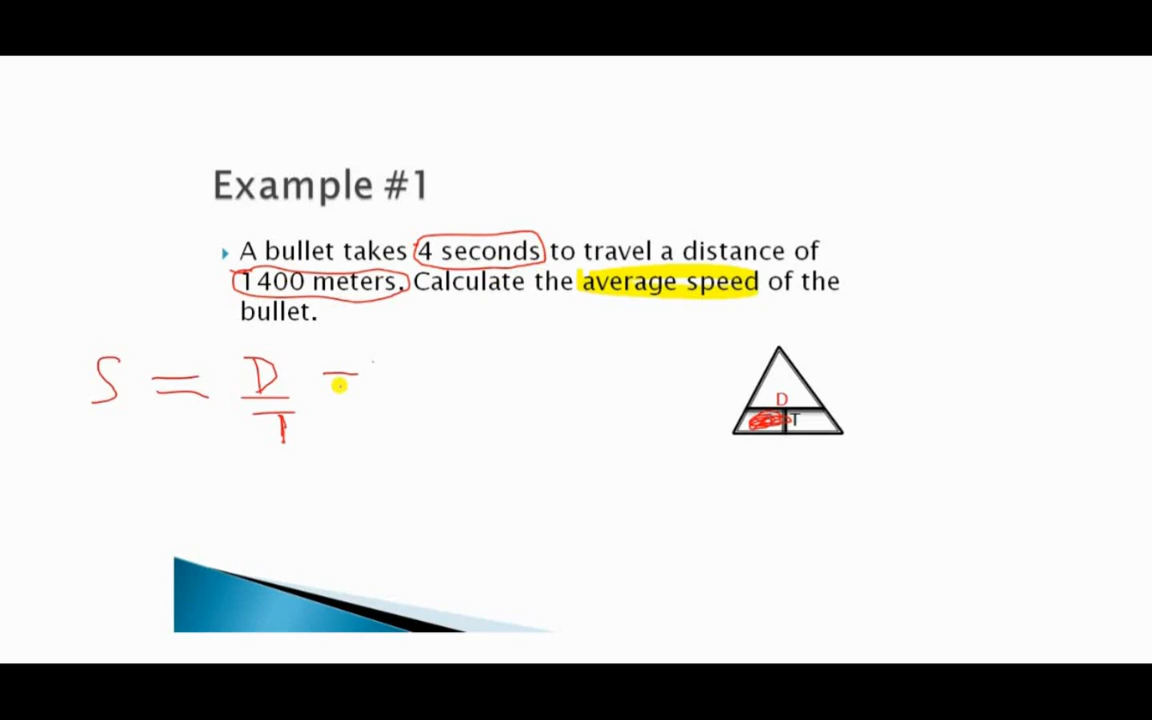 Example #1
A bullet takes 4 seconds to travel a distance of
1400 meters. Calculate the average speed of the
bullet.
S = D
T
D
T